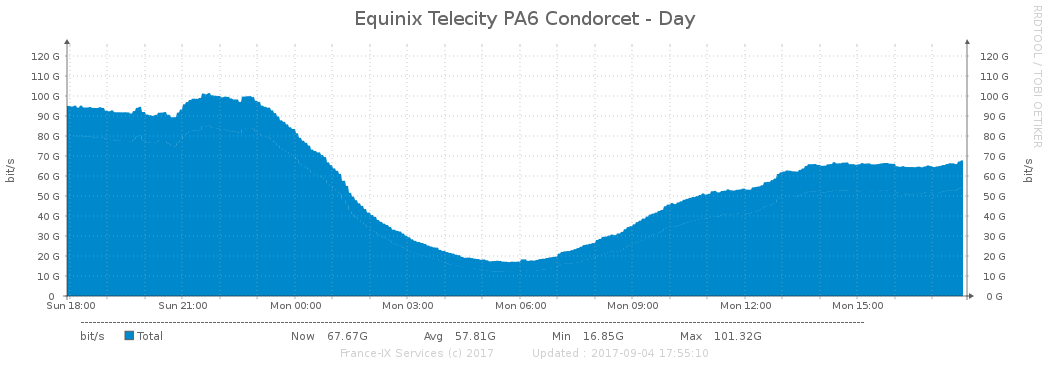 Equinix Telecity PA6 Condorcet - Day
RRDTOOL / TOBI OETIKER
120 G 120 G
110 G 110 G
100 G 100 G
90 G 90 G
80 G 80 G
70 G 70 G
60 G 60 G
50 G 50 G
40 G 40 G
30 G 30 G
20 G 20 G
10 G 10 G
0 0 G
bit/s
bit/s
Sun 18:00 Sun 21:00 Mon 00:00 Mon 03:00 Mon 06:00 Mon 09:00 Mon 12:00 Mon 15:00
bit/s Total Now 67.67G Avg 57.81G Min 16.85G Max 101.32G
France-IX Services (c) 2017 Updated : 2017-09-04 17:55:10